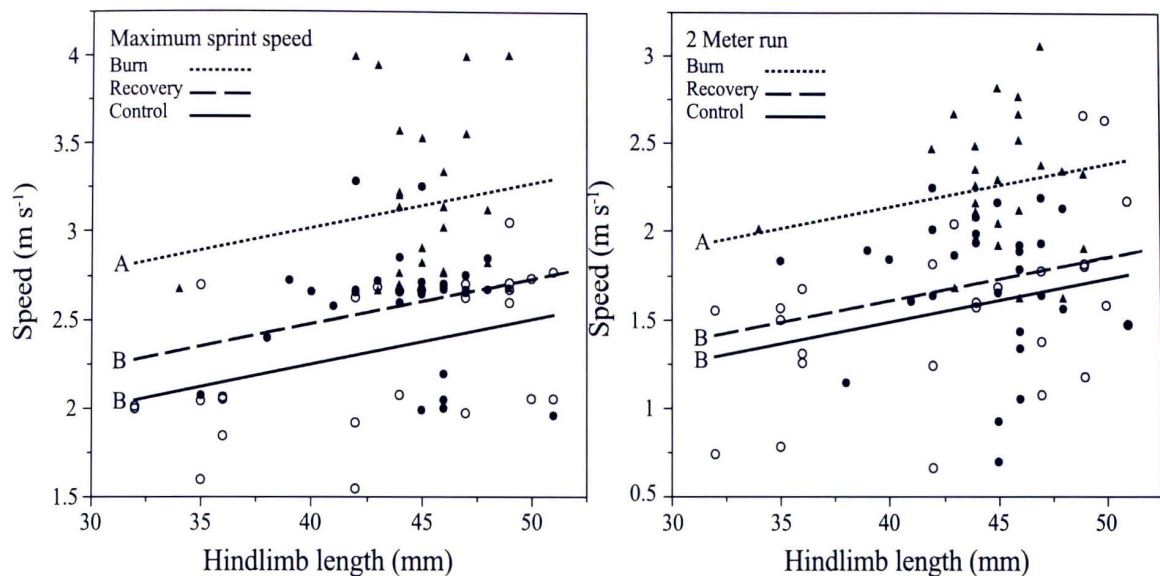 Maximum sprint speed
Burn
Recovery
Control
4
3.5
3
2.5
2
1.5
A
B
B
30
35
40
45
50
Speed (m s⁻¹)
Hindlimb length (mm)
2 Meter run
Burn
Recovery
Control
3
2.5
2
1.5
1
0.5
A
B
B
30
35
40
45
50
Speed (m s⁻¹)
Hindlimb length (mm)